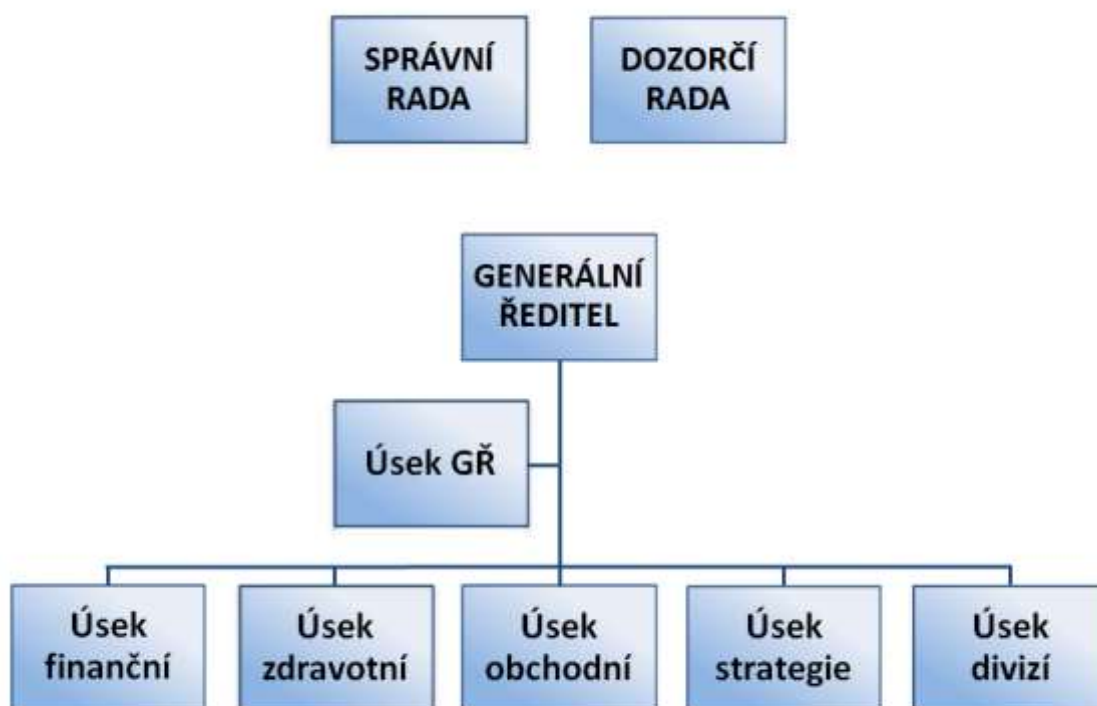 SPRÁVNÍ
RADA
DOZORČÍ
RADA
GENERÁLNÍ
ŘEDITEL
Úsek GŘ
Úsek
finanční
Úsek
zdravotní
Úsek
obchodní
Úsek
strategie
Úsek
divizí